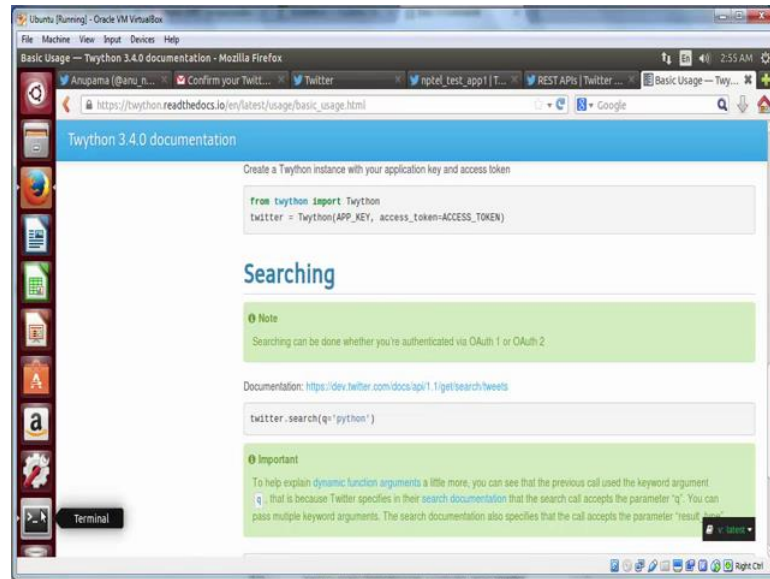 Ubuntu [Running] - Oracle VM VirtualBox
File Machine View Input Devices Help
Basic Usage — Twython 3.4.0 documentation - Mozilla Firefox
En 2:55 AM
Anupama (@anu_n... Confirm your Twitt... Twitter nptel_test_app1 | T... REST APIs | Twitter ... Basic Usage — Twy...
https://twython.readthedocs.io/en/latest/usage/basic_usage.html
Google
Twython 3.4.0 documentation
Create a Twython instance with your application key and access token
from twython import Twython
twitter = Twython(APP_KEY, access_token=ACCESS_TOKEN)
Searching
Note
Searching can be done whether you're authenticated via OAuth 1 or OAuth 2
Documentation: https://dev.twitter.com/docs/api/1.1/get/search/tweets
twitter.search(q='python')
Important
To help explain dynamic function arguments a little more, you can see that the previous call used the keyword argument
q , that is because Twitter specifies in their search documentation that the search call accepts the parameter "q". You can
pass mutiple keyword arguments. The search documentation also specifies that the call accepts the parameter "result_type"
Terminal
v: latest
Right Ctrl